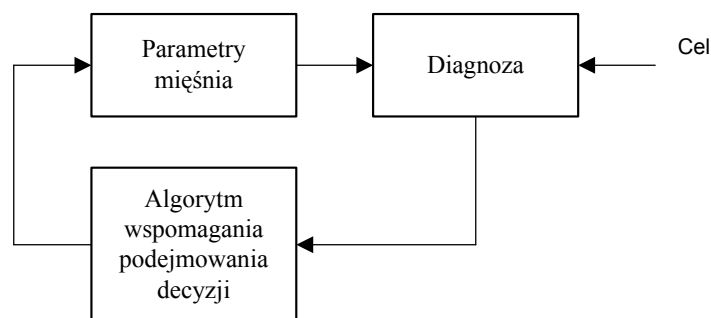 Parametry
mięśnia
Diagnoza
Cel
Algorytm
wspomagania
podejmowania
decyzji